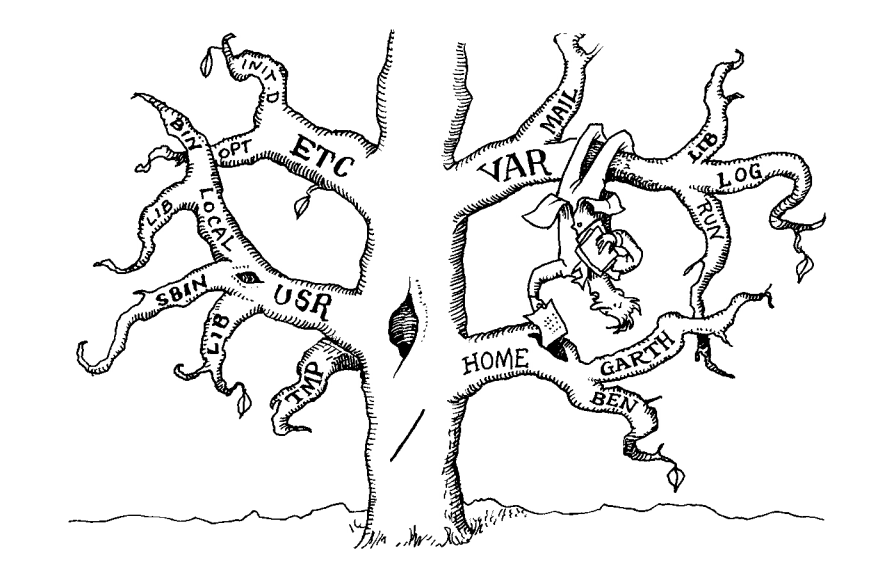 INIT.D
OPT
ETC
BIN
LIB
LOCAL
SBIN
USR
LIB
TMP
MAIL
VAR
LIB
LOG
RUN
HOME
GARTH
BEN
/